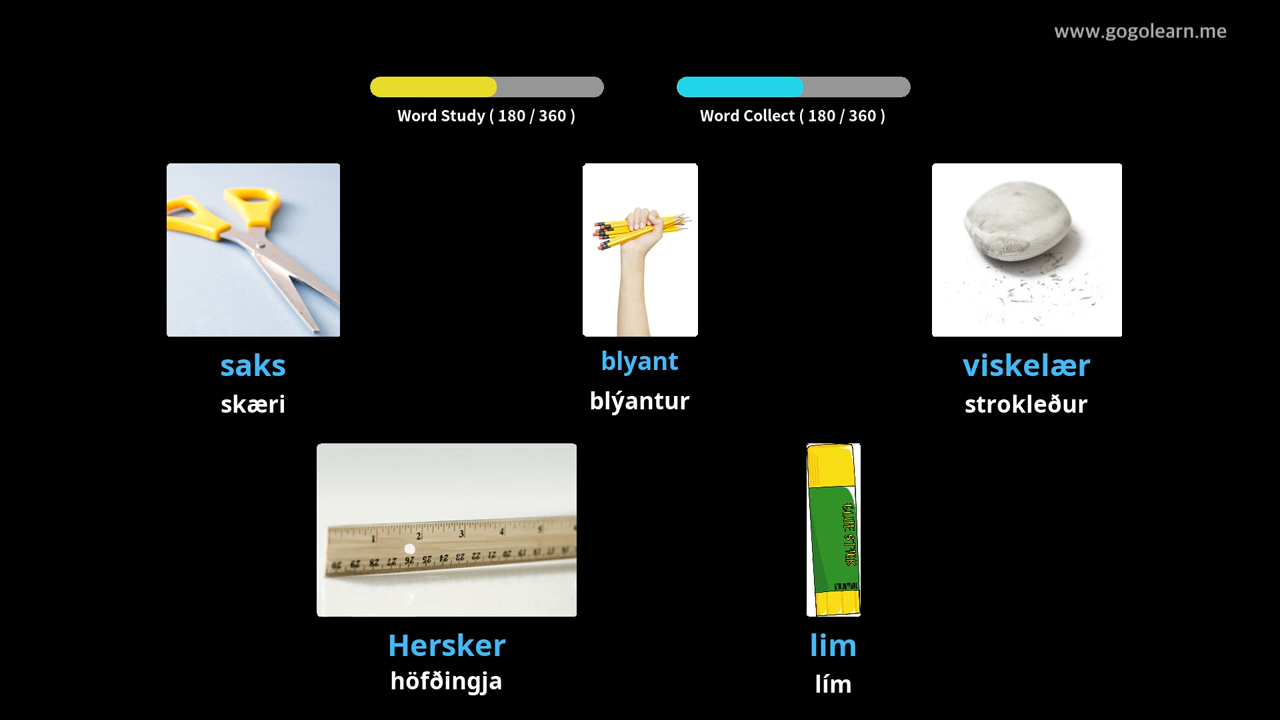 www.gogolearn.me
Word Study ( 180 / 360 )
Word Collect ( 180 / 360 )
saks
skæri
blyant
blýantur
viskelær
strokleður
Hersker
höfðingja
lim
lím